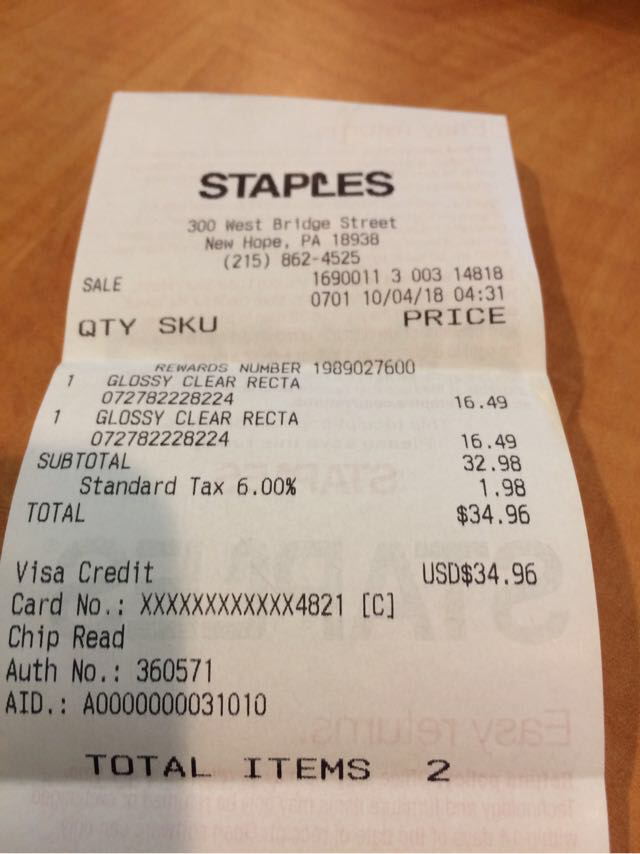 STAPLES
300 West Bridge Street
New Hope, PA 18938
(215) 862-4525
SALE 1690011 3 003 14818
0701 10/04/18 04:31
QTY SKU PRICE
REWARDS NUMBER 1989027600
1 GLOSSY CLEAR RECTA
072782228224 16.49
1 GLOSSY CLEAR RECTA
072782228224 16.49
SUBTOTAL 32.98
Standard Tax 6.00% 1.98
TOTAL $34.96
Visa Credit USD$34.96
Card No.: XXXXXXXXXXXX4821 [C]
Chip Read
Auth No.: 360571
AID.: A0000000031010
TOTAL ITEMS 2
Easy returns.